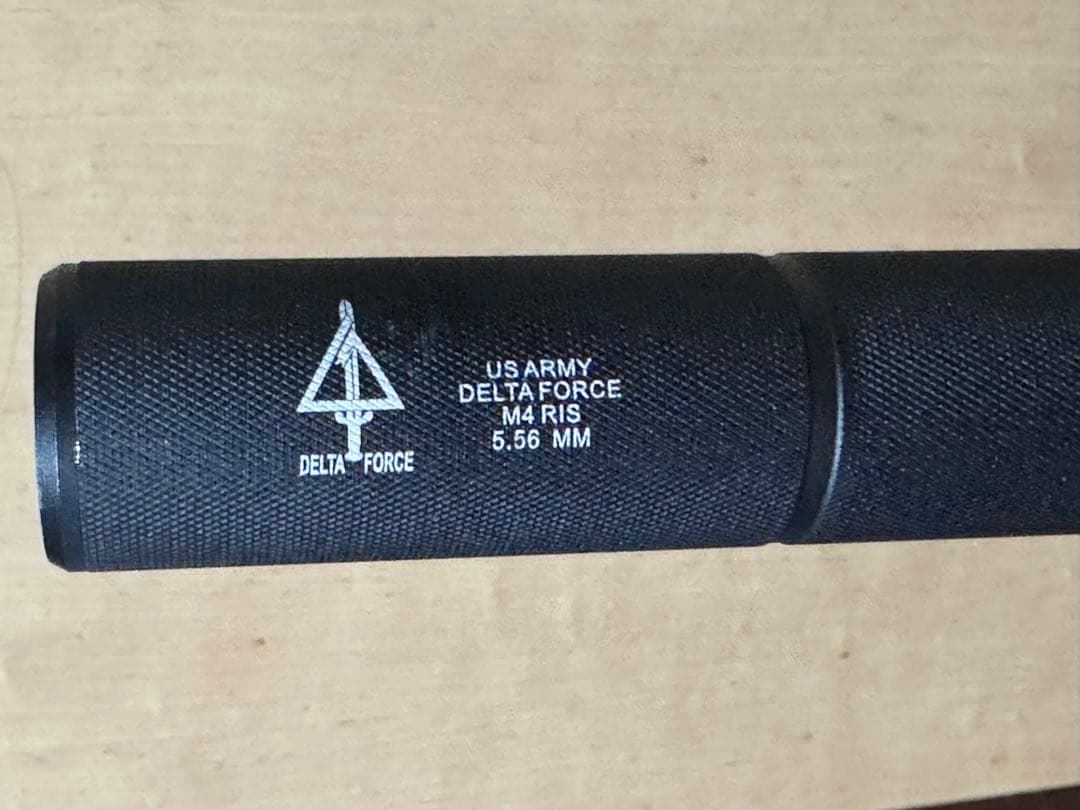 DELTA FORCE
US ARMY
DELTA FORCE
M4 RIS
5.56 MM